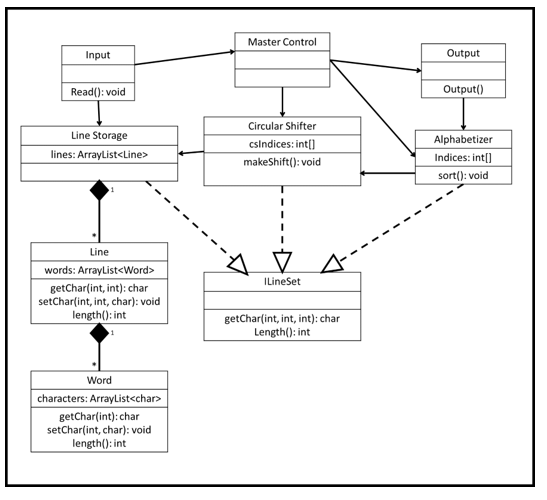 Input
Read(): void
Master Control
Output
Output()
Line Storage
lines: ArrayList<Line>
Circular Shifter
csIndices: int[]
makeShift(): void
Alphabetizer
Indices: int[]
sort(): void
1
*
Line
words: ArrayList<Word>
getChar(int, int): char
setChar(int, int, char): void
length(): int
ILineSet
getChar(int, int, int): char
Length(): int
1
*
Word
characters: ArrayList<char>
getChar(int): char
setChar(int, char): void
length(): int